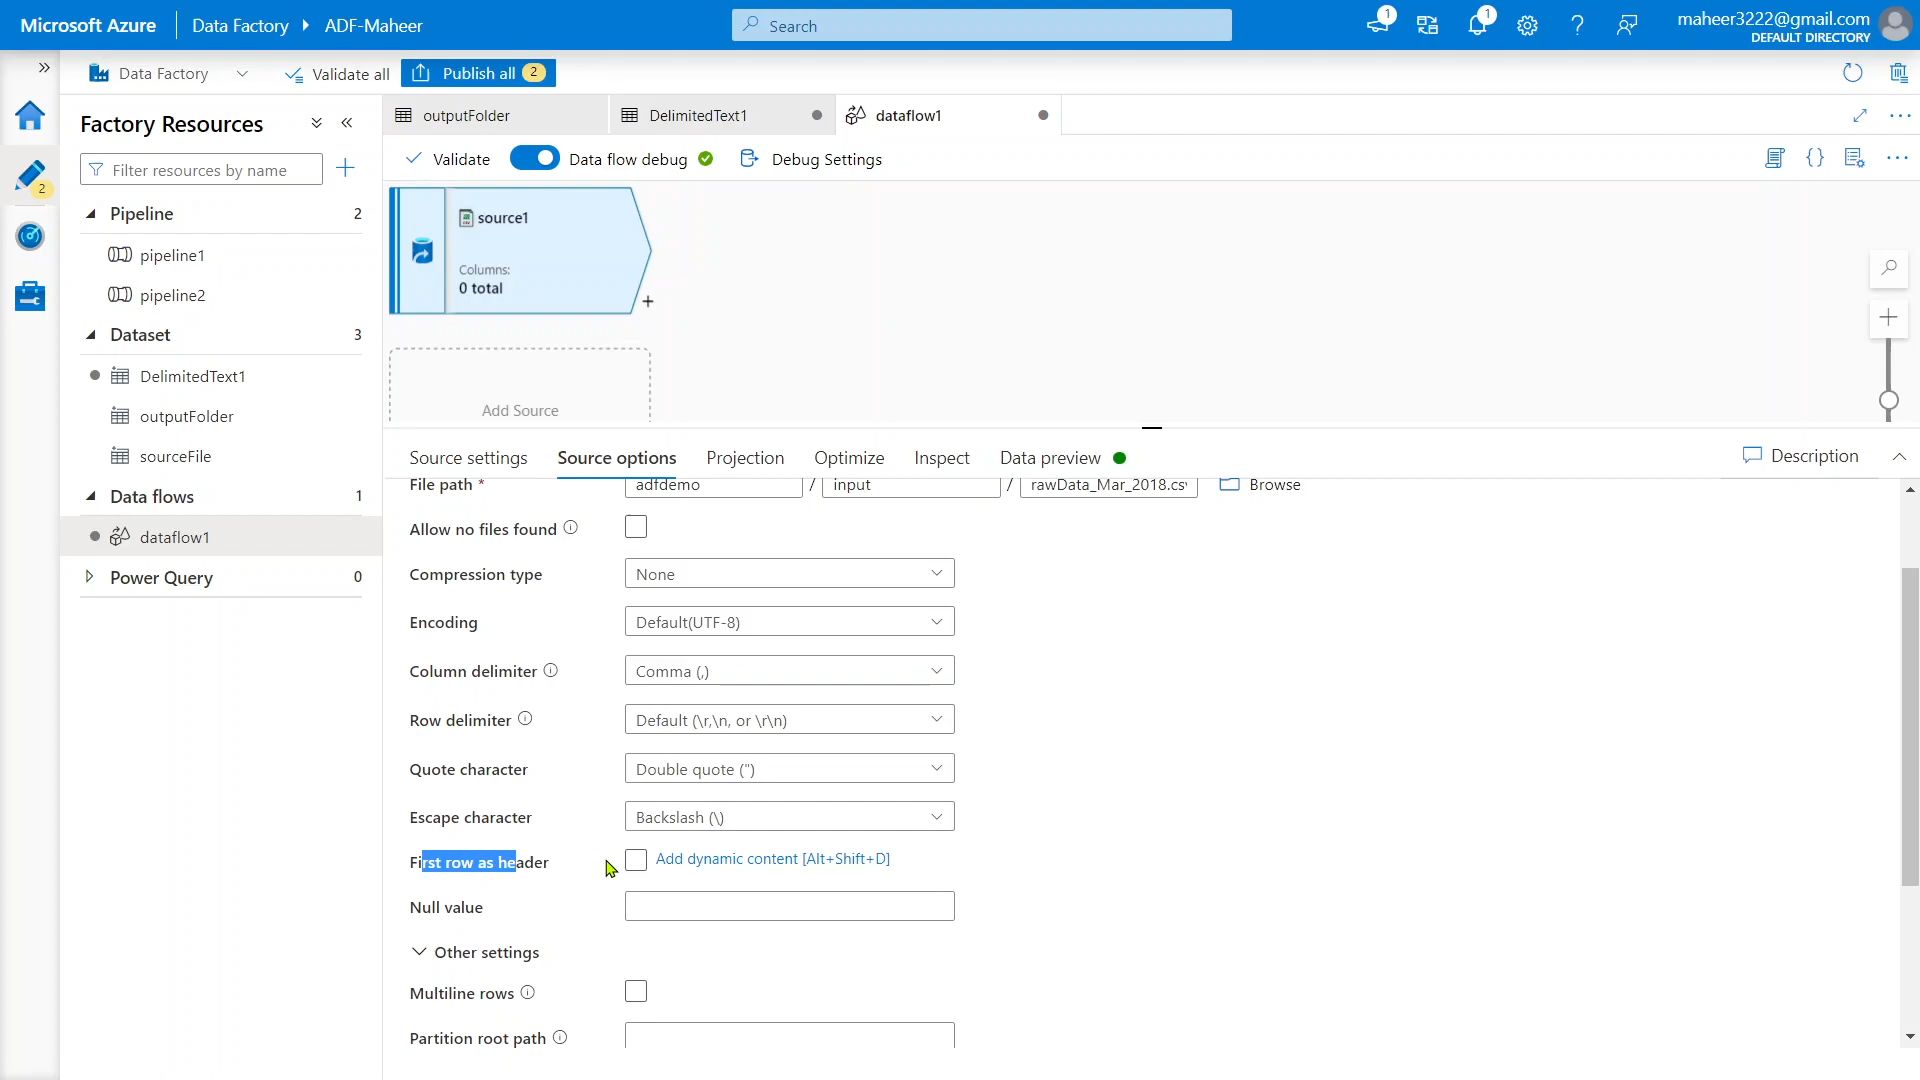 Microsoft Azure
Data Factory
ADF-Maheer
Search
1
1
maheer3222@gmail.com
DEFAULT DIRECTORY
Data Factory
Validate all
Publish all
2
2
Factory Resources
Filter resources by name
Pipeline 2
pipeline1
pipeline2
Dataset 3
DelimitedText1
outputFolder
sourceFile
Data flows 1
dataflow1
Power Query 0
outputFolder
DelimitedText1
dataflow1
Validate
Data flow debug
Debug Settings
source1
Columns:
0 total
+
Add Source
Source settings
Source options
Projection
Optimize
Inspect
Data preview
Description
File path *
adfdemo / input / rawData_Mar_2018.csv
Browse
Allow no files found
Compression type
None
Encoding
Default(UTF-8)
Column delimiter
Comma (,)
Row delimiter
Default (\r,\n, or \r\n)
Quote character
Double quote (")
Escape character
Backslash (\)
First row as header
Add dynamic content [Alt+Shift+D]
Null value
Other settings
Multiline rows
Partition root path